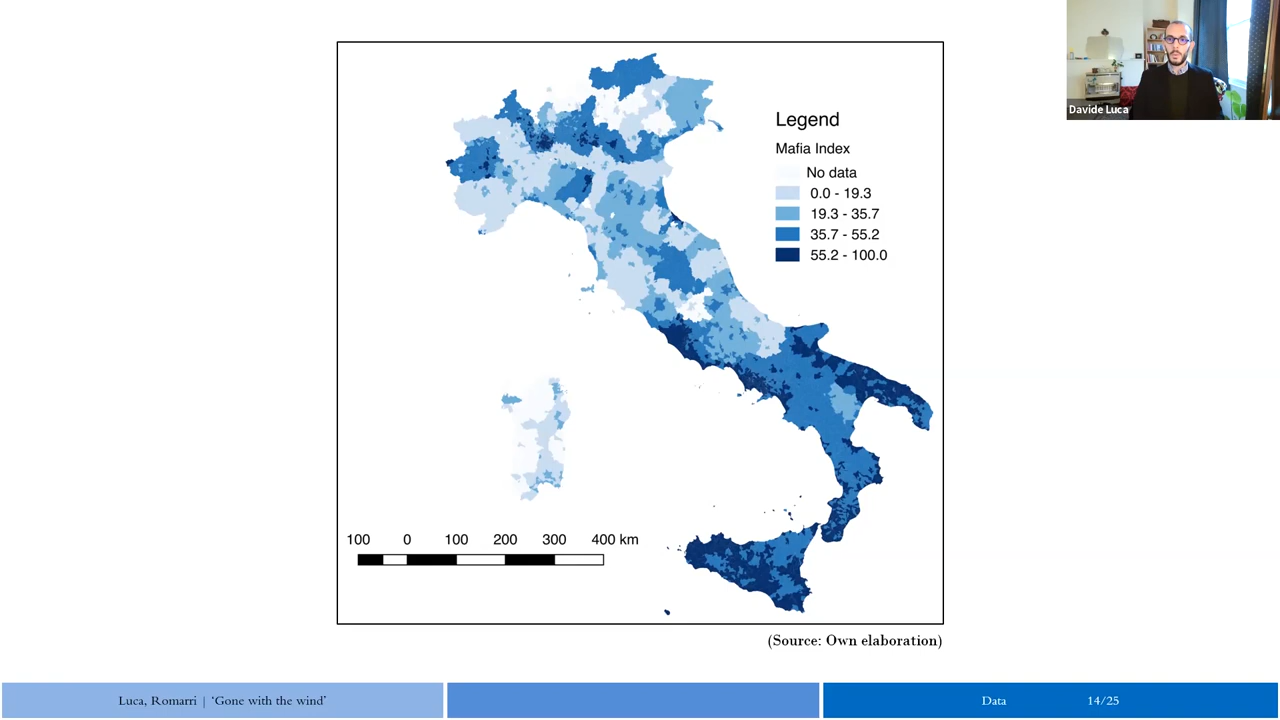 Davide Luca
Legend
Mafia Index
No data
0.0 - 19.3
19.3 - 35.7
35.7 - 55.2
55.2 - 100.0
100 0 100 200 300 400 km
(Source: Own elaboration)
Luca, Romarri | ‘Gone with the wind’
Data 14/25